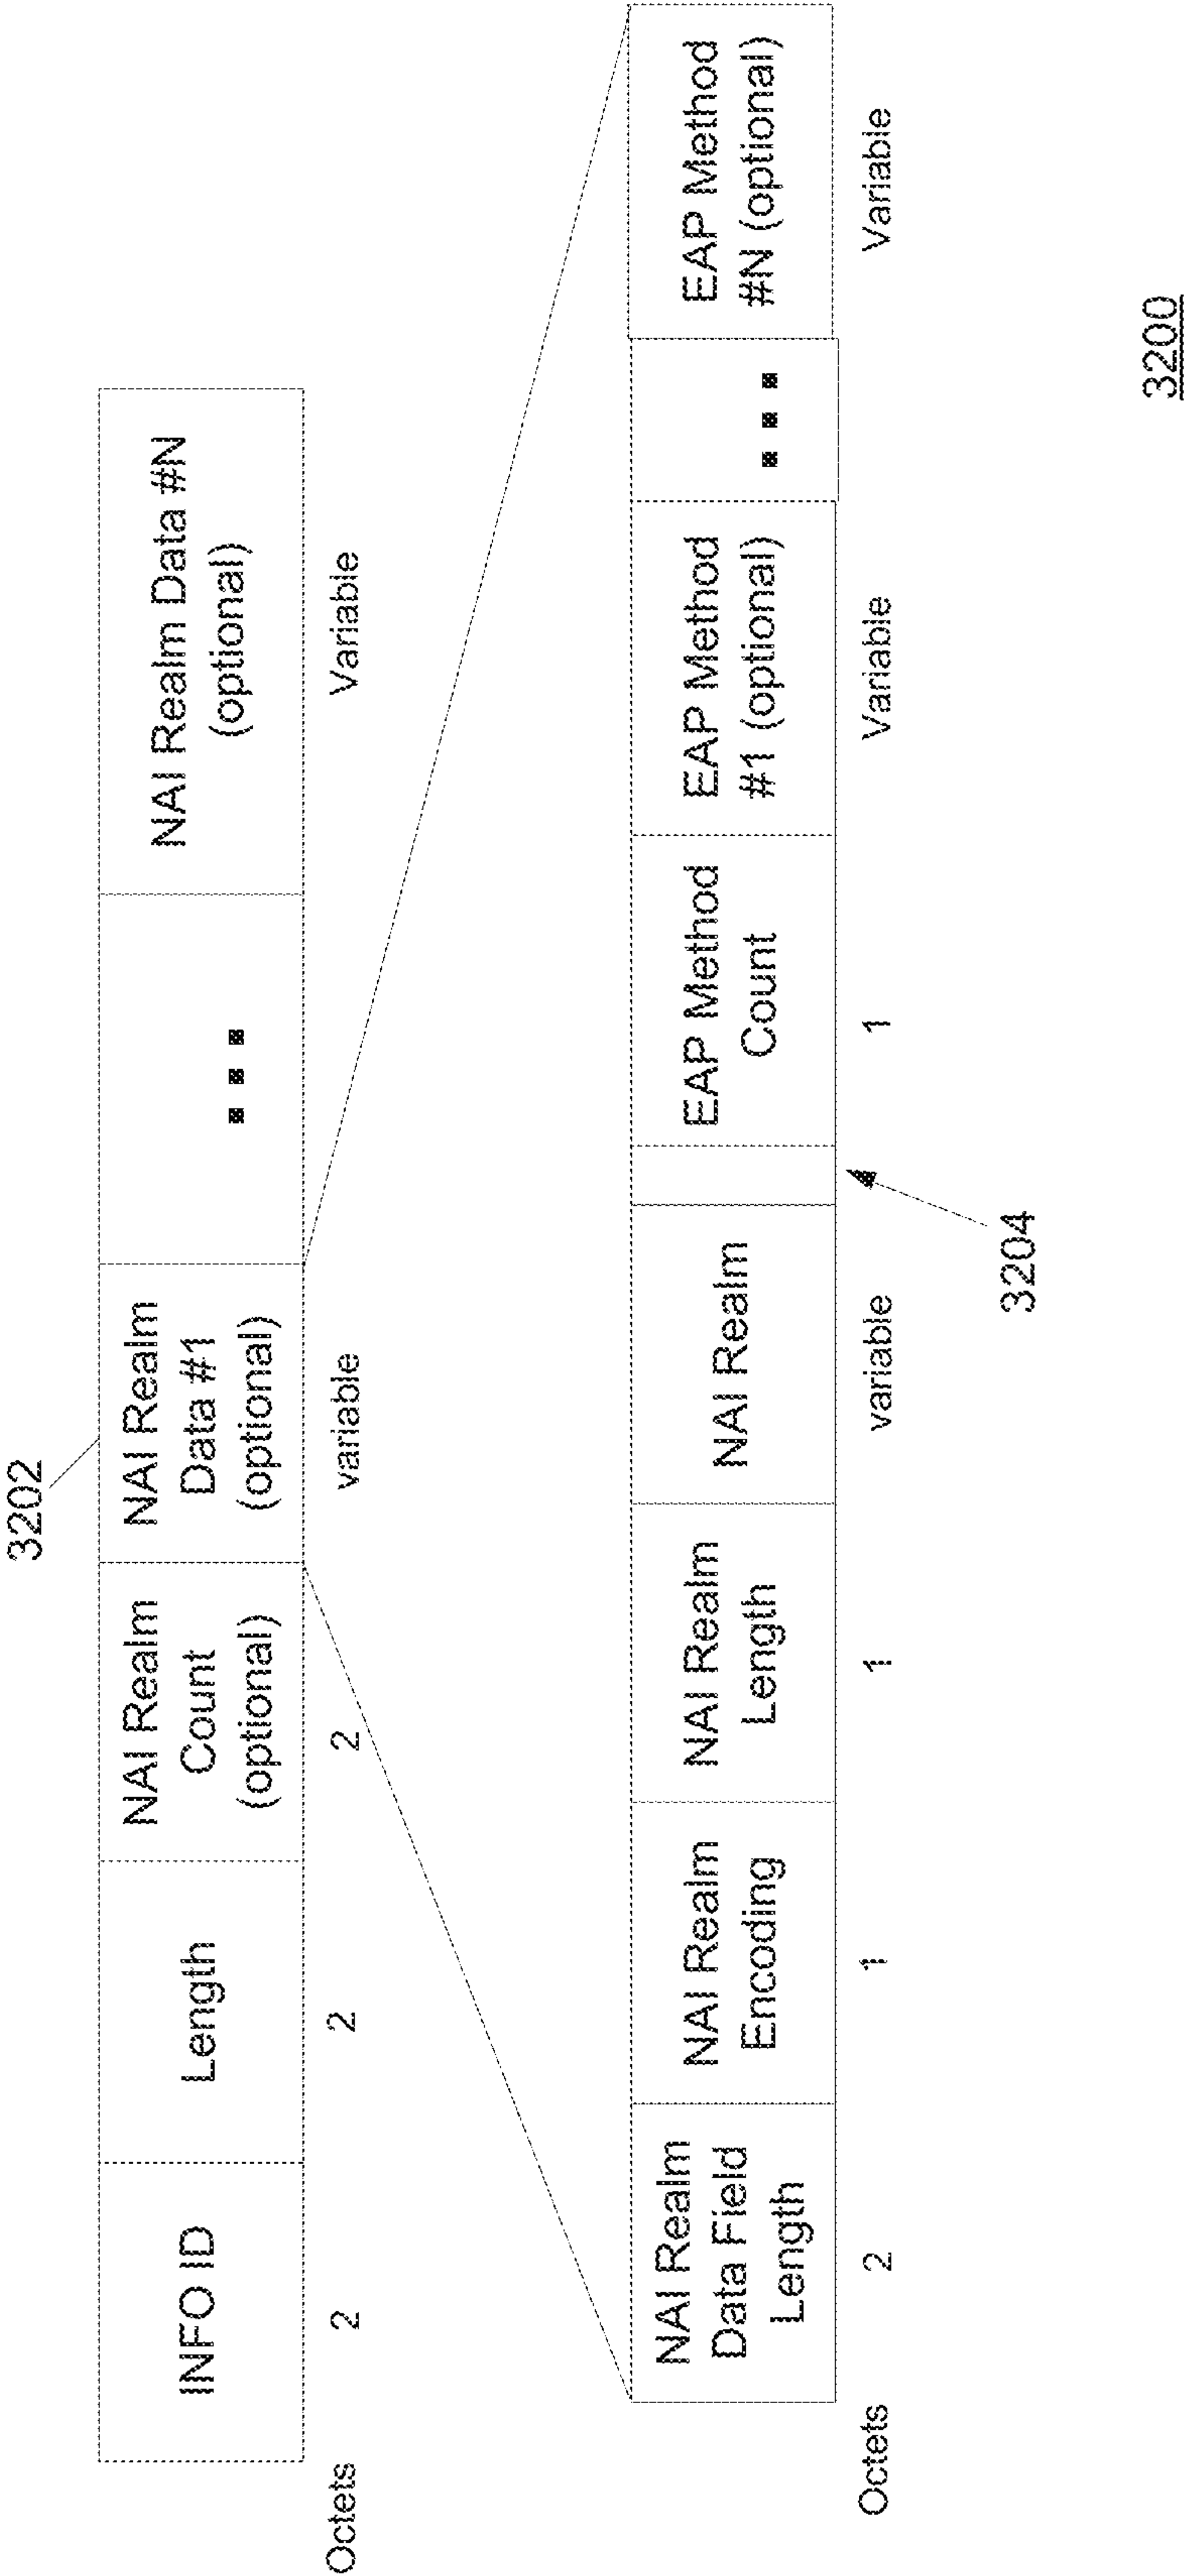 3202
INFO ID
Length
NAI Realm
Count
(optional)
NAI Realm
Data #1
(optional)
NAI Realm Data #N
(optional)
Octets
2
2
2
variable
Variable
NAI Realm
Data Field
Length
NAI Realm
Encoding
NAI Realm
Length
NAI Realm
EAP Method
Count
EAP Method
#1 (optional)
EAP Method
#N (optional)
Octets
2
1
1
variable
1
Variable
Variable
3204
3200